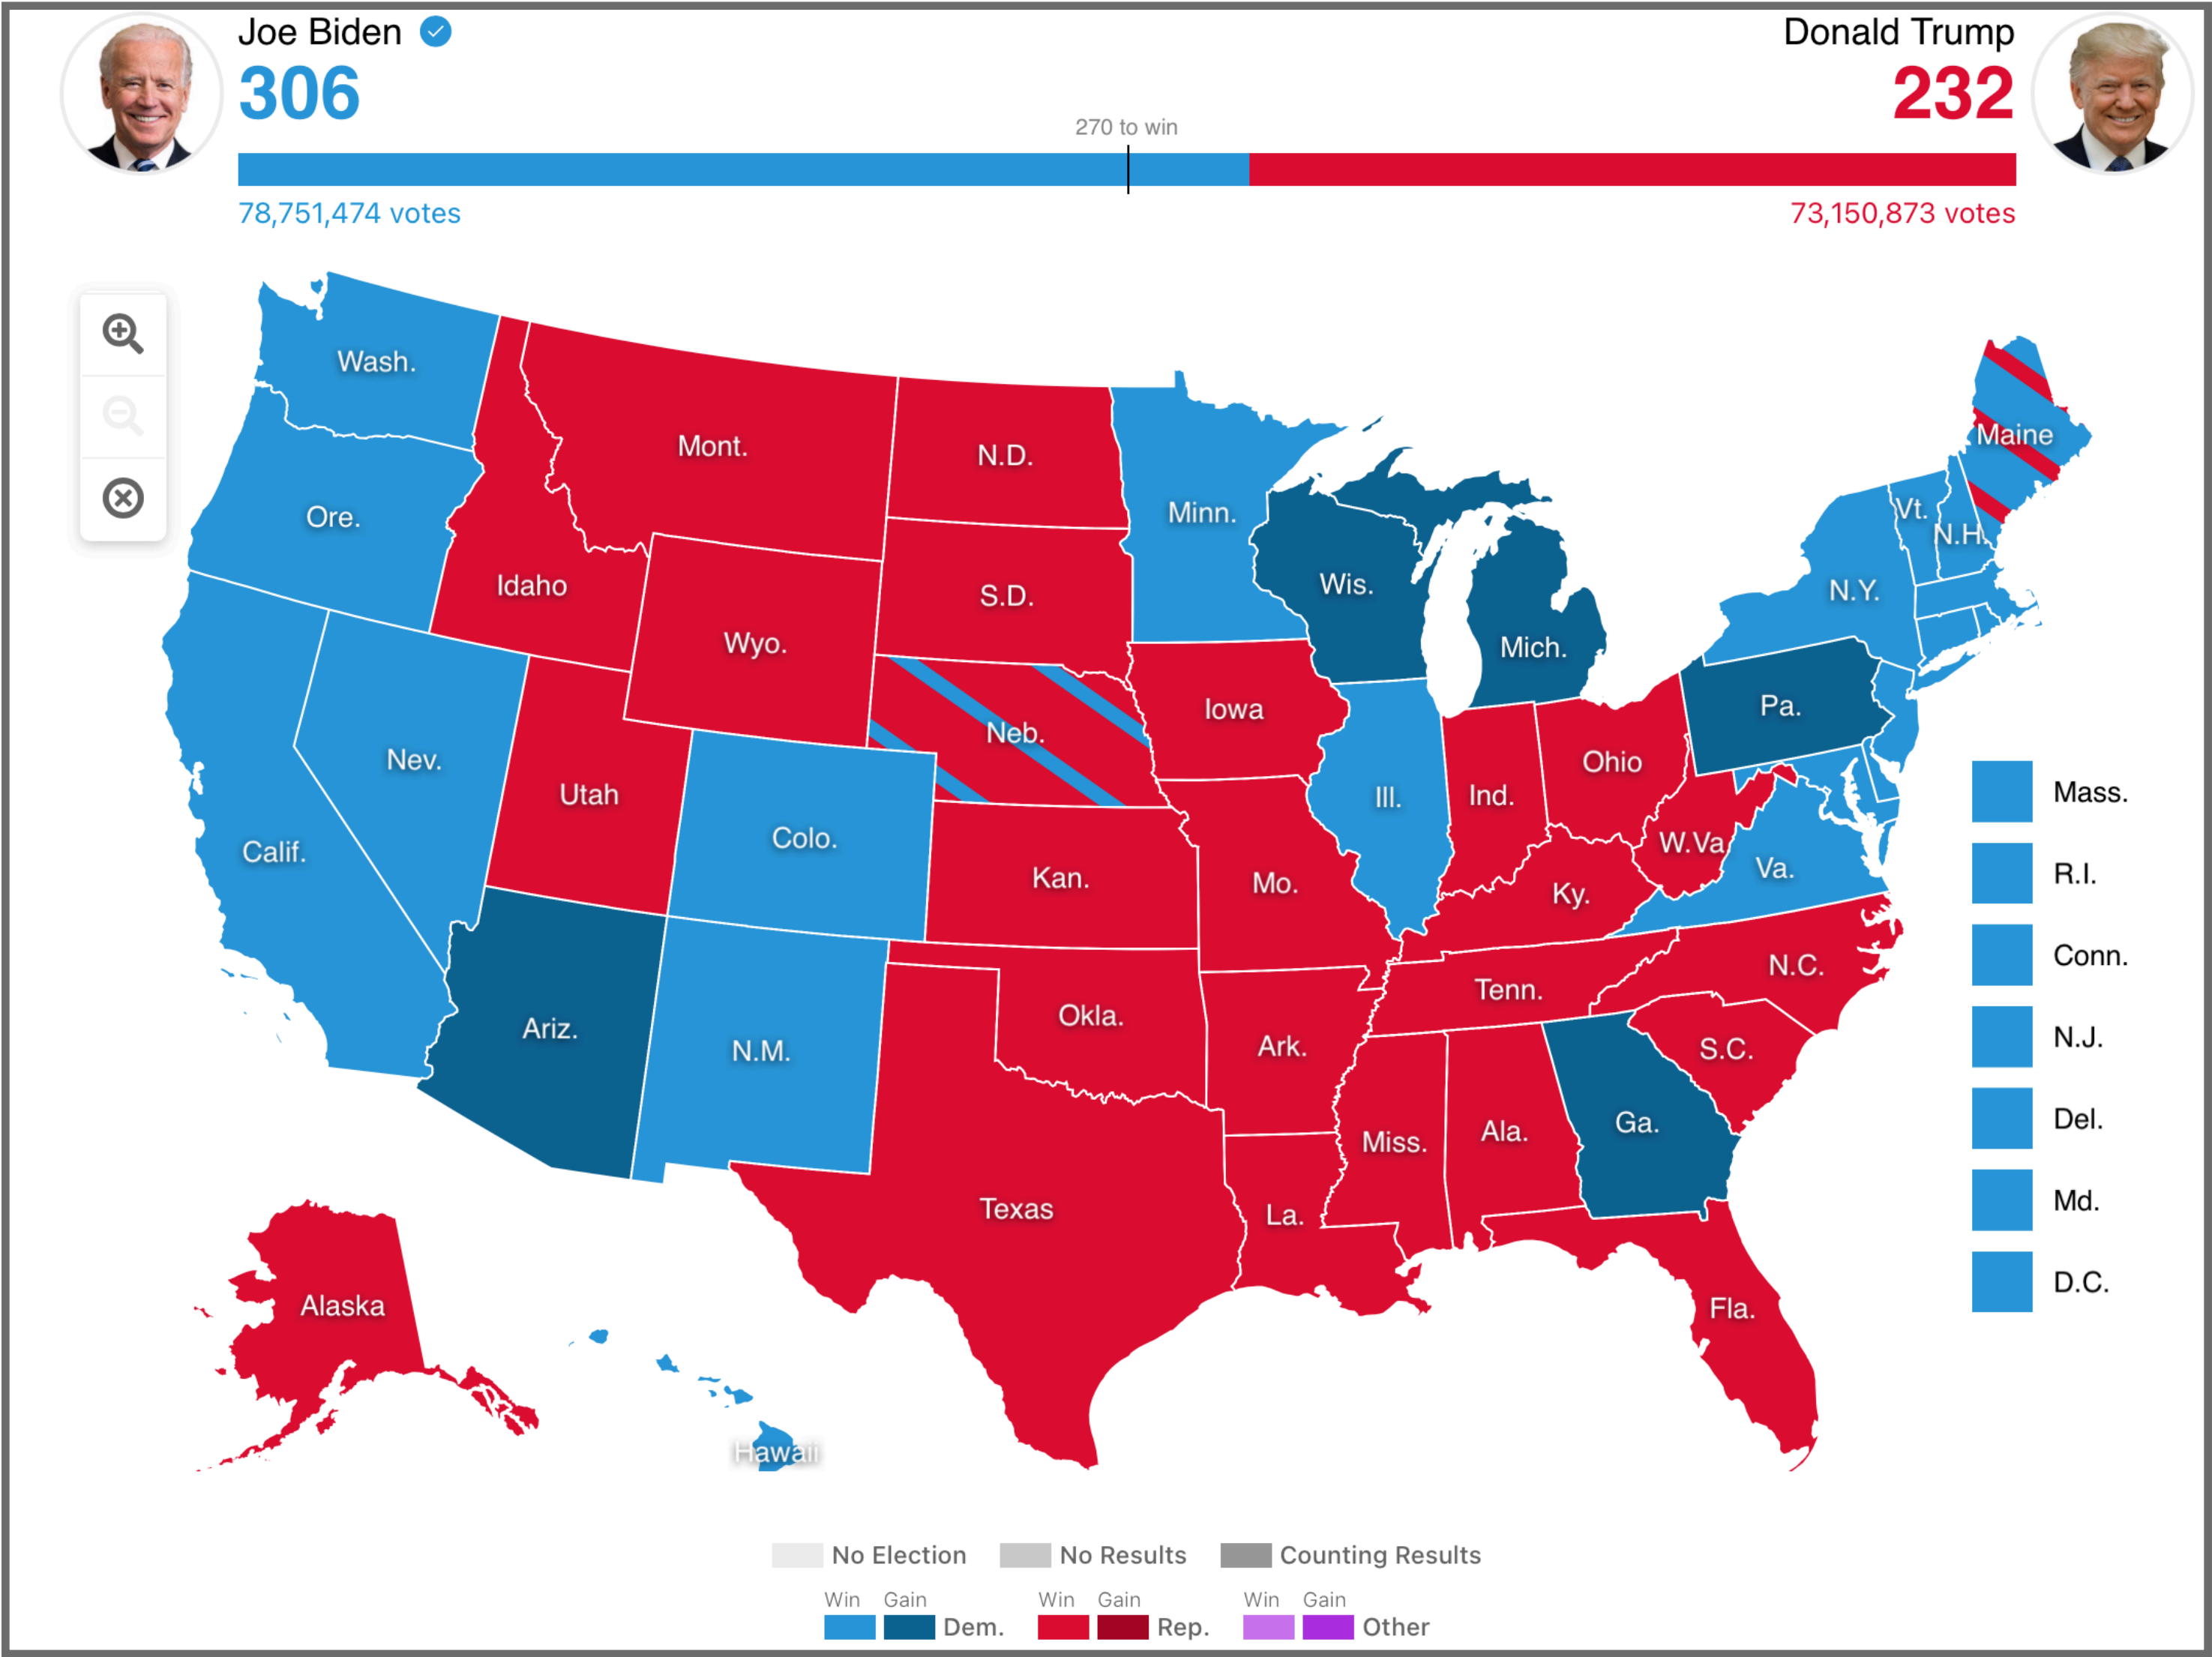 Joe Biden
306
Donald Trump
232
270 to win
78,751,474 votes
73,150,873 votes
Wash.
Mont.
N.D.
Minn.
Maine
Ore.
Idaho
Vt.
N.H.
S.D.
Wis.
N.Y.
Wyo.
Mich.
Iowa
Pa.
Neb.
Nev.
Ohio
Utah
Ill.
Ind.
Mass.
Colo.
W.Va.
Calif.
Va.
Kan.
Mo.
Ky.
R.I.
N.C.
Conn.
Tenn.
Okla.
Ariz.
N.M.
Ark.
S.C.
N.J.
Ga.
Del.
Miss.
Ala.
Texas
La.
Md.
Alaska
Fla.
D.C.
Hawaii
No Election No Results Counting Results
Win Gain Win Gain Win Gain
Dem. Rep. Other